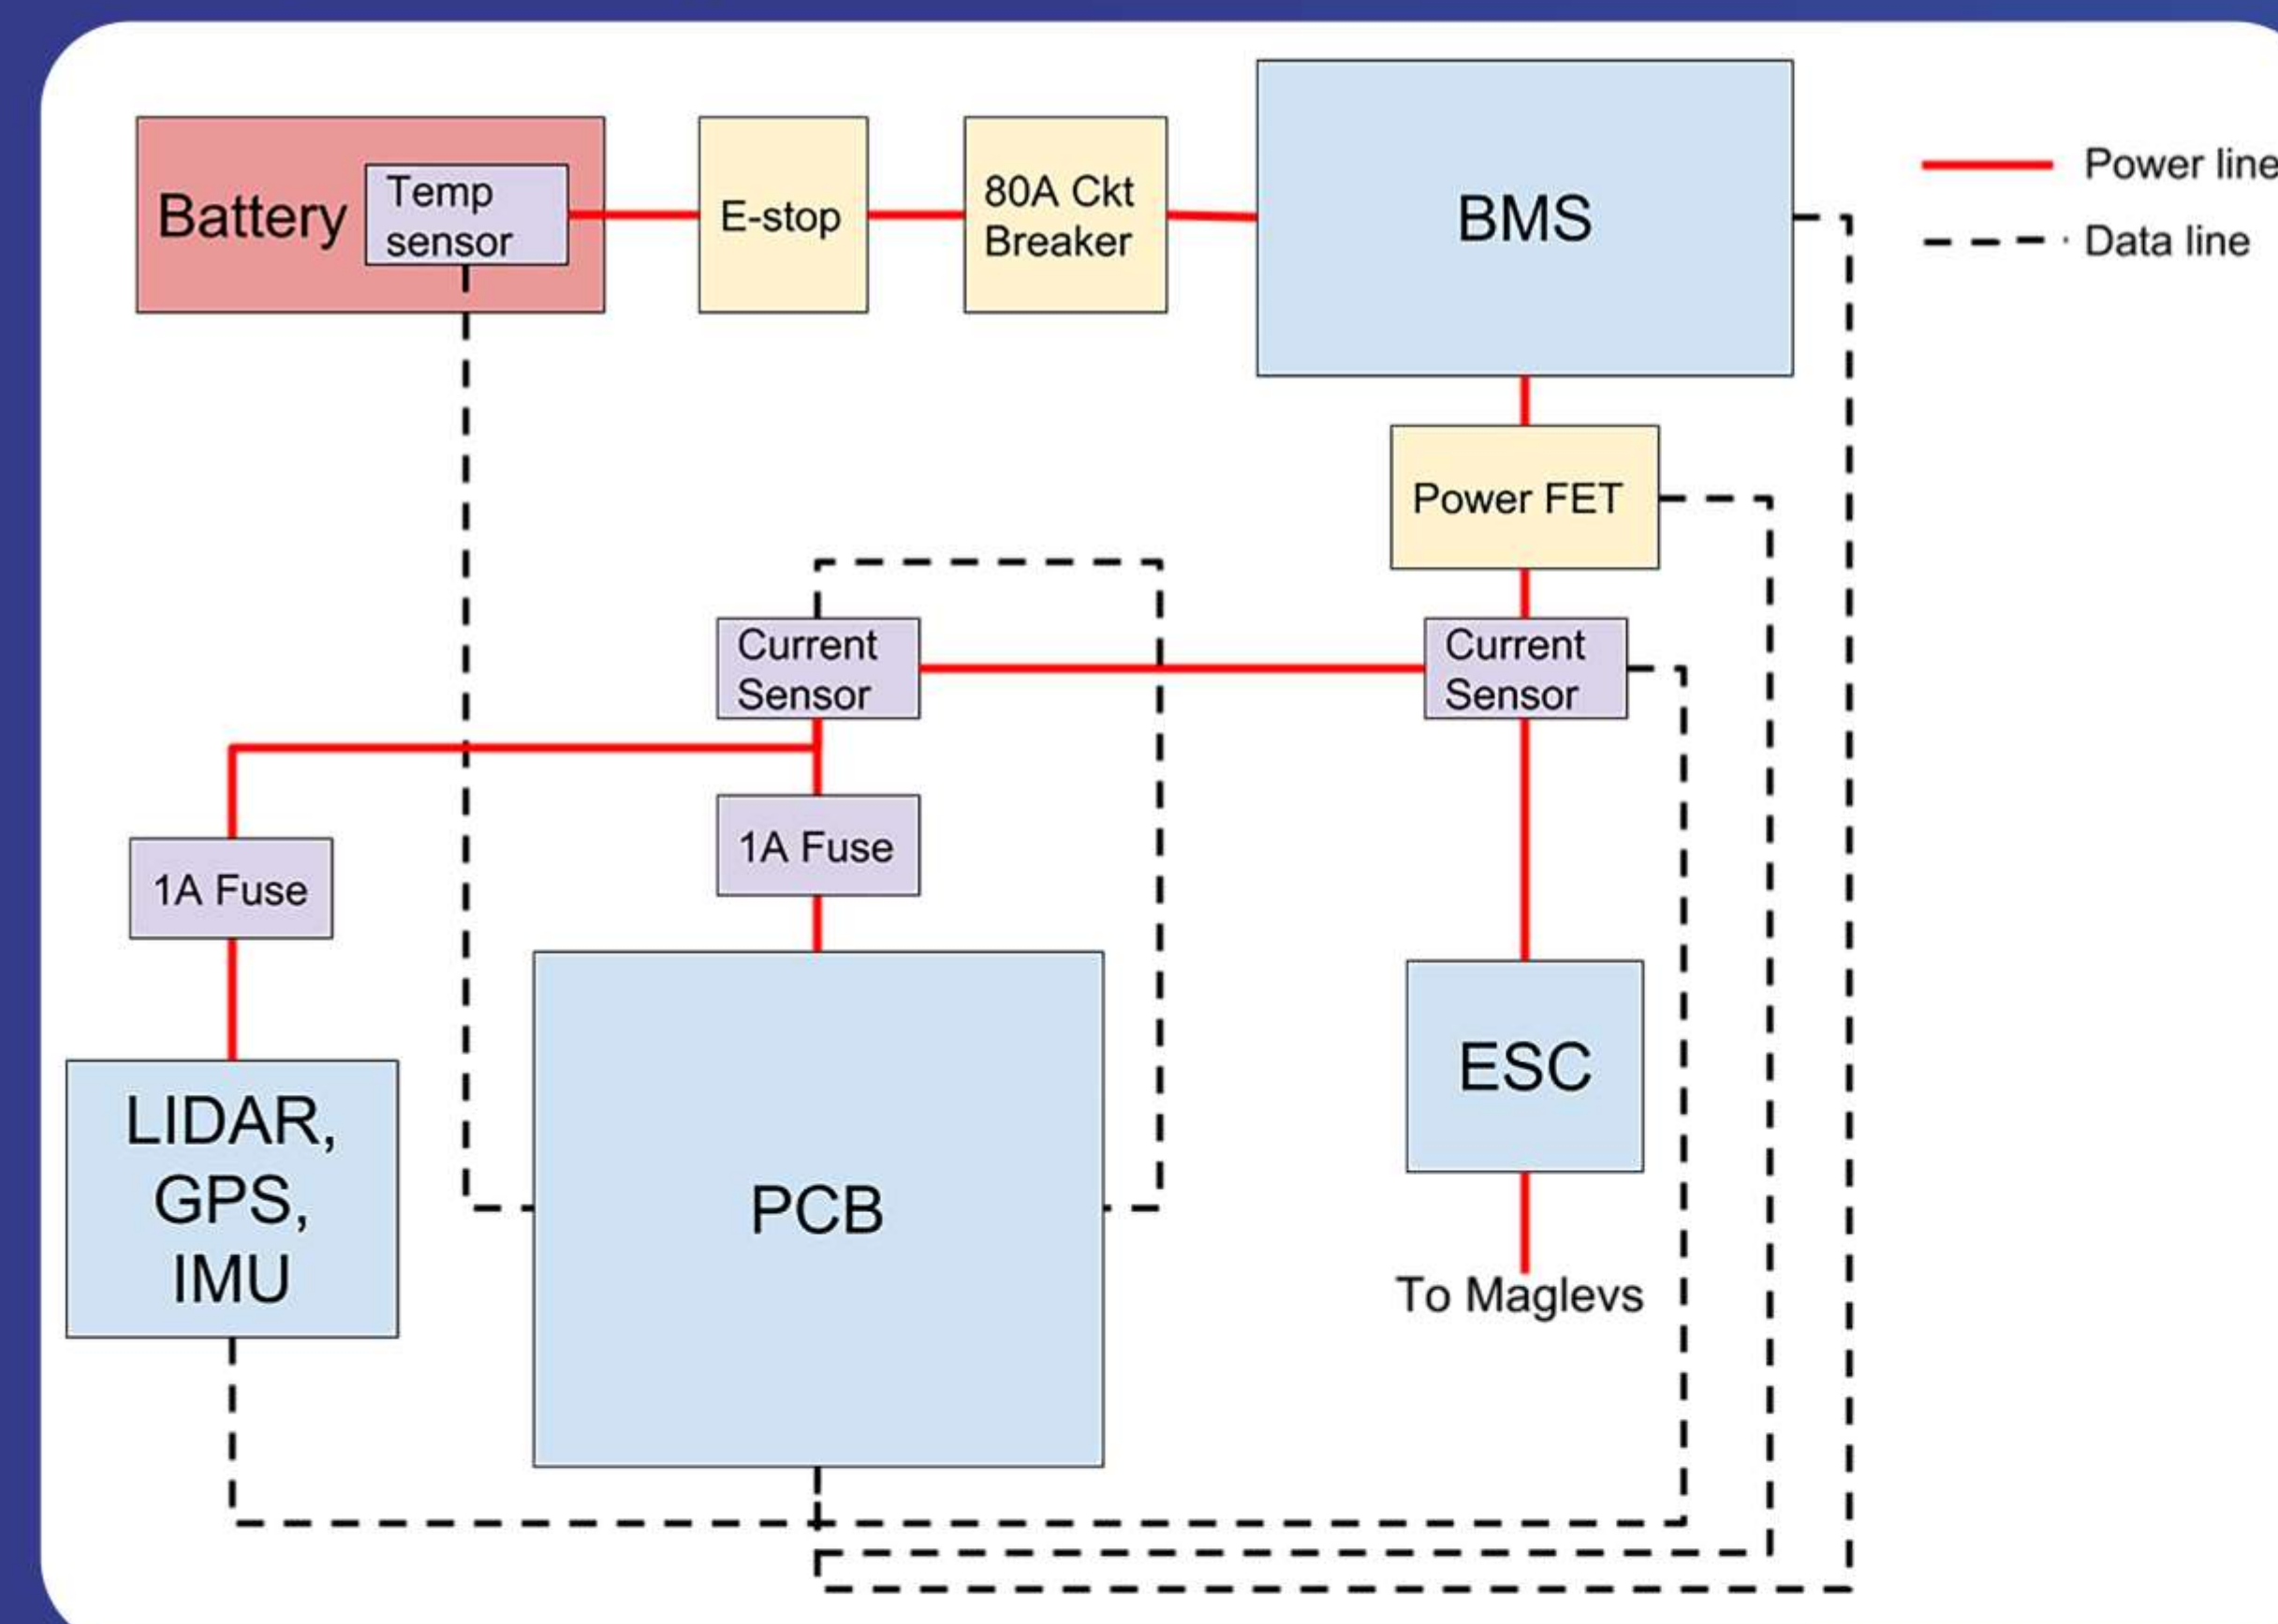 Battery
Temp
sensor
E-stop
80A Ckt
Breaker
BMS
Power line
Data line
Power FET
Current
Sensor
Current
Sensor
1A Fuse
1A Fuse
LIDAR,
GPS,
IMU
PCB
ESC
To Maglevs